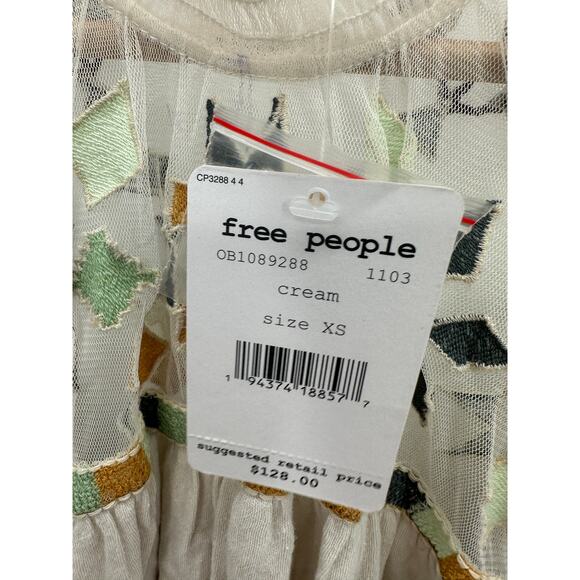 CP3288 4 4
free people
OB1089288 1103
cream
size XS
1 94374 18857 7
suggested retail price
$128.00